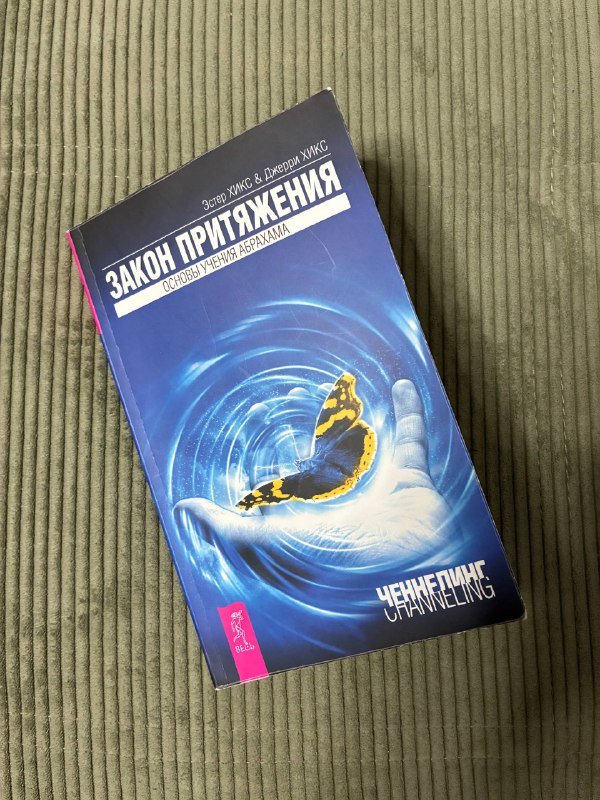 Эстер ХИКС & Джерри ХИКС
ЗАКОН ПРИТЯЖЕНИЯ
ОСНОВЫ УЧЕНИЯ АБРАХАМА
ЧЕННЕЛИНГ
CHANNELING
ВЕСЬ